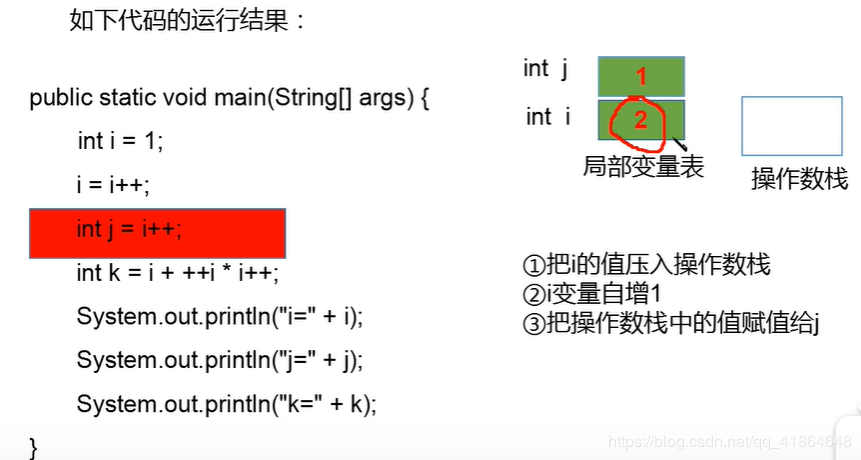 如下代码的运行结果：
public static void main(String[] args) {
int i = 1;
i = i++;
int j = i++;
int k = i + ++i * i++;
System.out.println("i=" + i);
System.out.println("j=" + j);
System.out.println("k=" + k);
}
int j 1
int i 2
局部变量表
操作数栈
①把i的值压入操作数栈
②i变量自增1
③把操作数栈中的值赋值给j
https://blog.csdn.net/qq_41864648